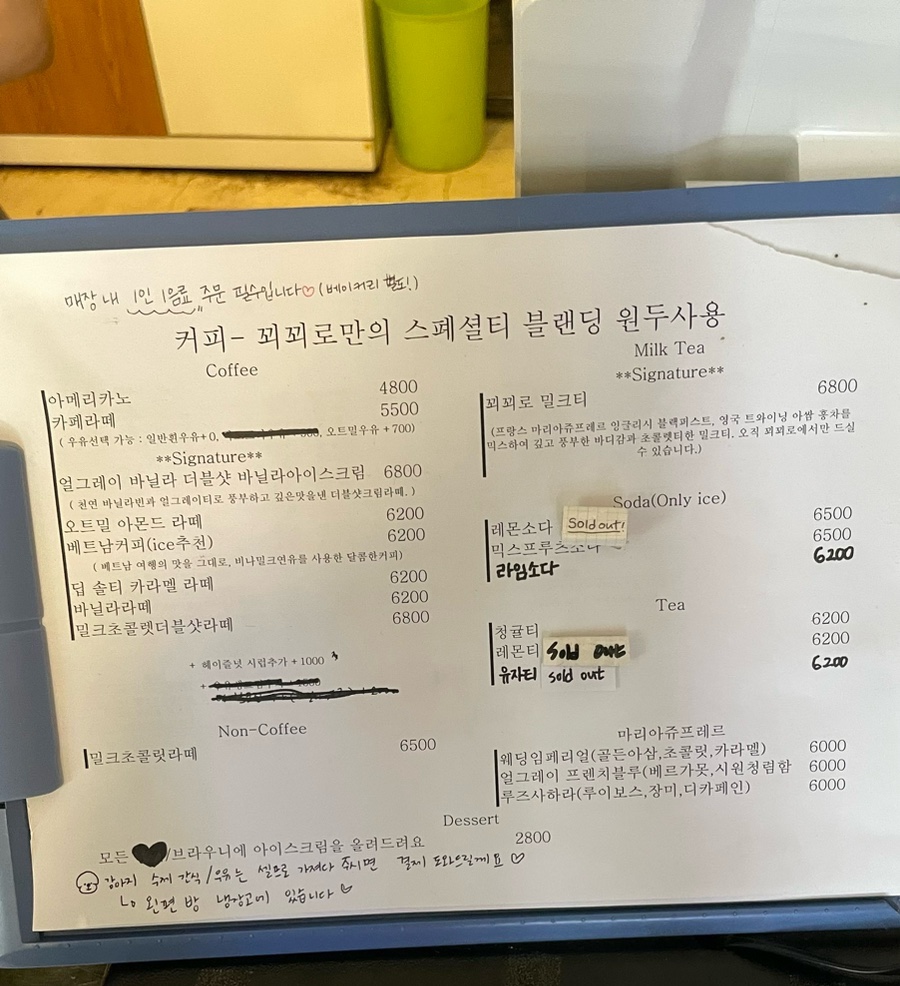 매장 내 1인 1음료 주문 필수입니다♡ (베이커리 별도!)
커피- 꾀꾀로만의 스페셜티 블랜딩 원두사용
Coffee
아메리카노 4800
카페라떼 5500
( 우유선택 가능 : 일반흰우유+0, 오트밀우유 +700)
**Signature**
얼그레이 바닐라 더블샷 바닐라아이스크림 6800
( 천연 바닐라빈과 얼그레이티로 풍부하고 깊은맛을낸 더블샷크림라떼. )
오트밀 아몬드 라떼 6200
베트남커피(ice추천) 6200
( 베트남 여행의 맛을 그대로, 비나밀크연유를 사용한 달콤한커피)
딥 솔티 카라멜 라떼 6200
바닐라라떼 6200
밀크초콜렛더블샷라떼 6800
+ 헤이즐넛 시럽추가 +1000
Non-Coffee
밀크초콜릿라떼 6500
Milk Tea
**Signature**
꾀꾀로 밀크티 6800
(프랑스 마리아쥬프레르 잉글리시 블랙퍼스트, 영국 트와이닝 아쌈 홍차를
믹스하여 깊고 풍부한 바디감과 초콜렛티한 밀크티. 오직 꾀꾀로에서만 드실
수 있습니다.)
Soda(Only ice)
레몬소다 Sold out! 6500
믹스프루츠소다 6500
라임소다 6200
Tea
청귤티 6200
레몬티 Sold out 6200
유자티 sold out 6200
마리아쥬프레르
웨딩임페리얼(골든아삼,초콜릿,카라멜) 6000
얼그레이 프렌치블루(베르가못,시원청렴함 6000
루즈사하라(루이보스,장미,디카페인) 6000
Dessert
모든 /브라우니에 아이스크림을 올려드려요 2800
강아지 수제 간식/우유는 셀프로 가져다 주시면 결제 도와드릴게요 ♡
왼편 방 냉장고에 있습니다 ♡